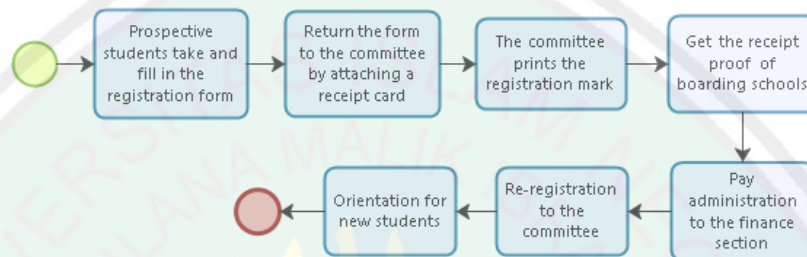 Prospective
students take and
fill in the
registration form
Return the form
to the committee
by attaching a
receipt card
The committee
prints the
registration mark
Get the receipt
proof of
boarding schools
Pay
administration
to the finance
section
Re-registration
to the
committee
Orientation for
new students